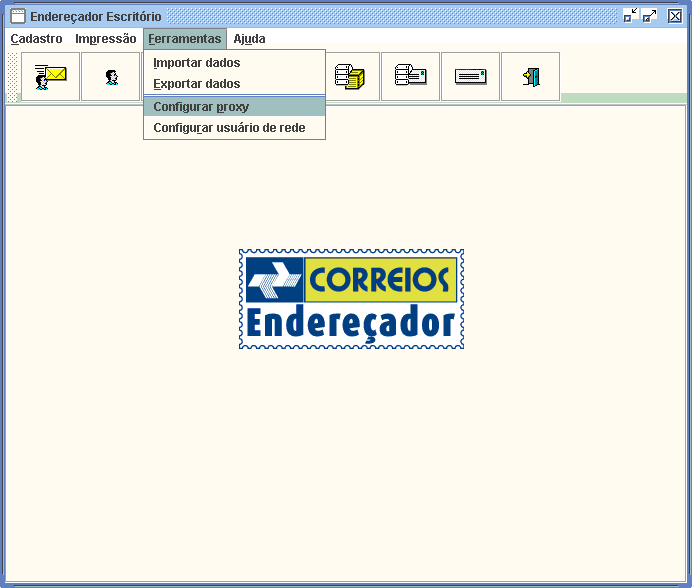 Endereçador Escritório
Cadastro Impressão Ferramentas Ajuda
Importar dados
Exportar dados
Configurar proxy
Configurar usuário de rede
CORREIOS
Endereçador